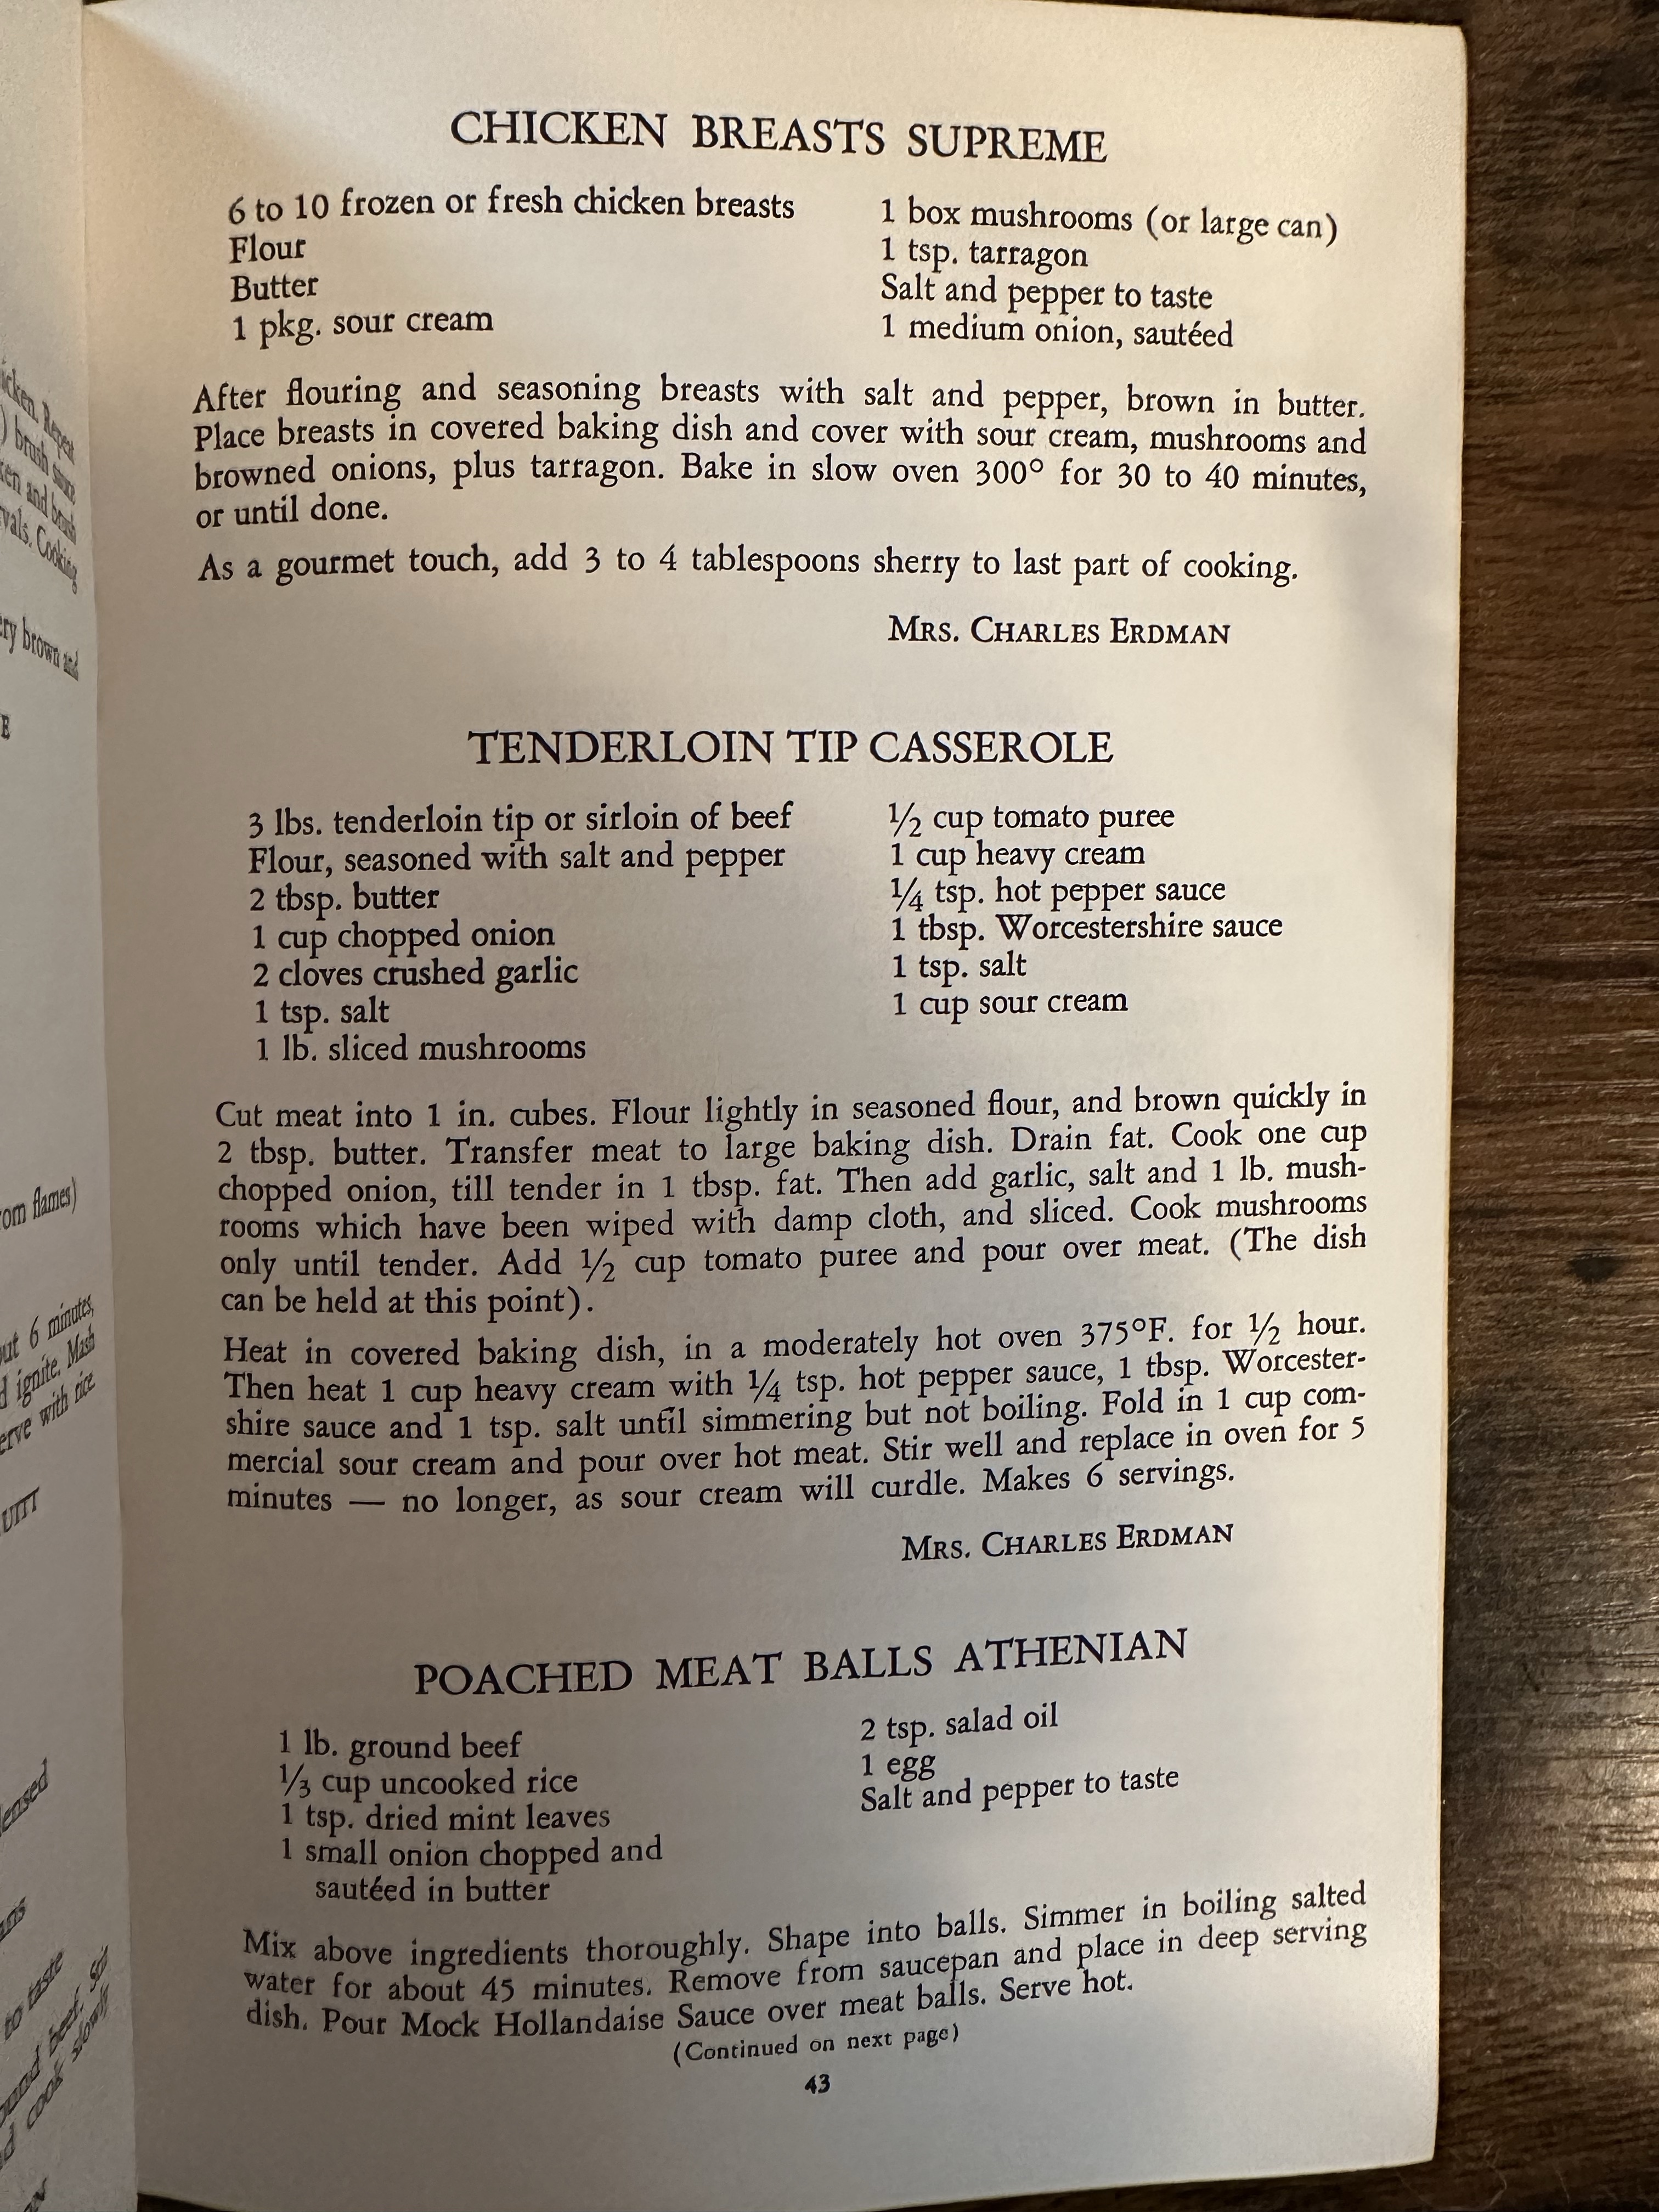 CHICKEN BREASTS SUPREME
6 to 10 frozen or fresh chicken breasts
Flour
Butter
1 pkg. sour cream
1 box mushrooms (or large can)
1 tsp. tarragon
Salt and pepper to taste
1 medium onion, sautéed
After flouring and seasoning breasts with salt and pepper, brown in butter.
Place breasts in covered baking dish and cover with sour cream, mushrooms and
browned onions, plus tarragon. Bake in slow oven 300° for 30 to 40 minutes,
or until done.
As a gourmet touch, add 3 to 4 tablespoons sherry to last part of cooking.
MRS. CHARLES ERDMAN
TENDERLOIN TIP CASSEROLE
3 lbs. tenderloin tip or sirloin of beef
Flour, seasoned with salt and pepper
2 tbsp. butter
1 cup chopped onion
2 cloves crushed garlic
1 tsp. salt
1 lb. sliced mushrooms
½ cup tomato puree
1 cup heavy cream
¼ tsp. hot pepper sauce
1 tbsp. Worcestershire sauce
1 tsp. salt
1 cup sour cream
Cut meat into 1 in. cubes. Flour lightly in seasoned flour, and brown quickly in
2 tbsp. butter. Transfer meat to large baking dish. Drain fat. Cook one cup
chopped onion, till tender in 1 tbsp. fat. Then add garlic, salt and 1 lb. mush-
rooms which have been wiped with damp cloth, and sliced. Cook mushrooms
only until tender. Add ½ cup tomato puree and pour over meat. (The dish
can be held at this point).
Heat in covered baking dish, in a moderately hot oven 375°F. for ½ hour.
Then heat 1 cup heavy cream with ¼ tsp. hot pepper sauce, 1 tbsp. Worcester-
shire sauce and 1 tsp. salt until simmering but not boiling. Fold in 1 cup com-
mercial sour cream and pour over hot meat. Stir well and replace in oven for 5
minutes — no longer, as sour cream will curdle. Makes 6 servings.
MRS. CHARLES ERDMAN
POACHED MEAT BALLS ATHENIAN
1 lb. ground beef
⅓ cup uncooked rice
1 tsp. dried mint leaves
1 small onion chopped and
sautéed in butter
2 tsp. salad oil
1 egg
Salt and pepper to taste
Mix above ingredients thoroughly. Shape into balls. Simmer in boiling salted
water for about 45 minutes. Remove from saucepan and place in deep serving
dish. Pour Mock Hollandaise Sauce over meat balls. Serve hot.
(Continued on next page)
43